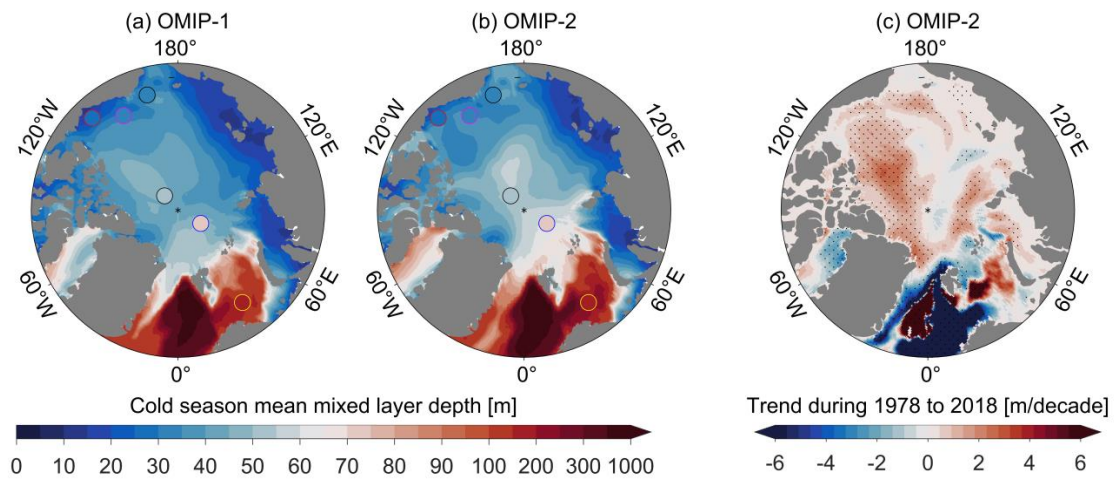 (a) OMIP-1
(b) OMIP-2
(c) OMIP-2
180°
180°
180°
120°W
120°E
120°W
120°E
120°W
120°E
60°W
60°E
60°W
60°E
60°W
60°E
0°
0°
0°
Cold season mean mixed layer depth [m]
0 10 20 30 40 50 60 70 80 90 100 200 300 1000
Trend during 1978 to 2018 [m/decade]
-6 -4 -2 0 2 4 6